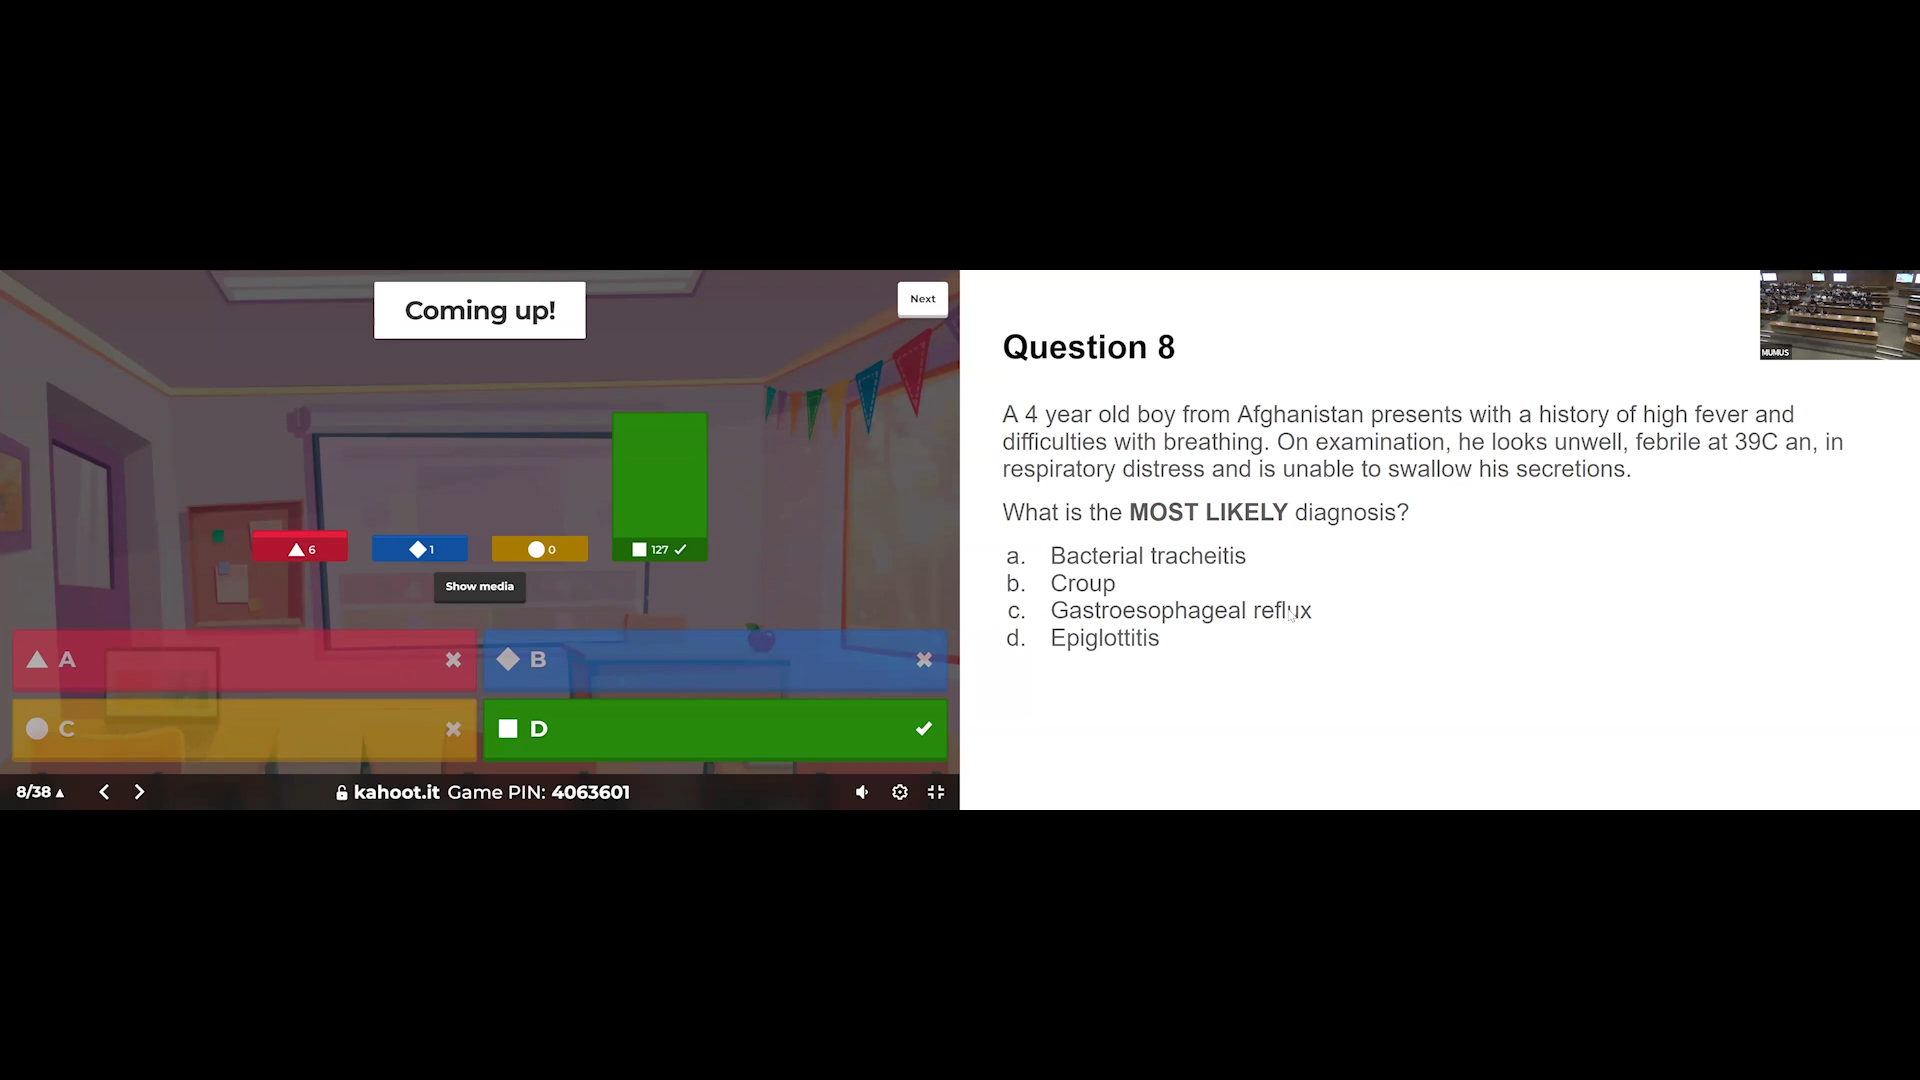 Coming up!
Next
6
1
0
127
Show media
A
B
C
D
8/38
kahoot.it Game PIN: 4063601
MUMUS
Question 8
A 4 year old boy from Afghanistan presents with a history of high fever and
difficulties with breathing. On examination, he looks unwell, febrile at 39C an, in
respiratory distress and is unable to swallow his secretions.
What is the MOST LIKELY diagnosis?
a. Bacterial tracheitis
b. Croup
c. Gastroesophageal reflux
d. Epiglottitis